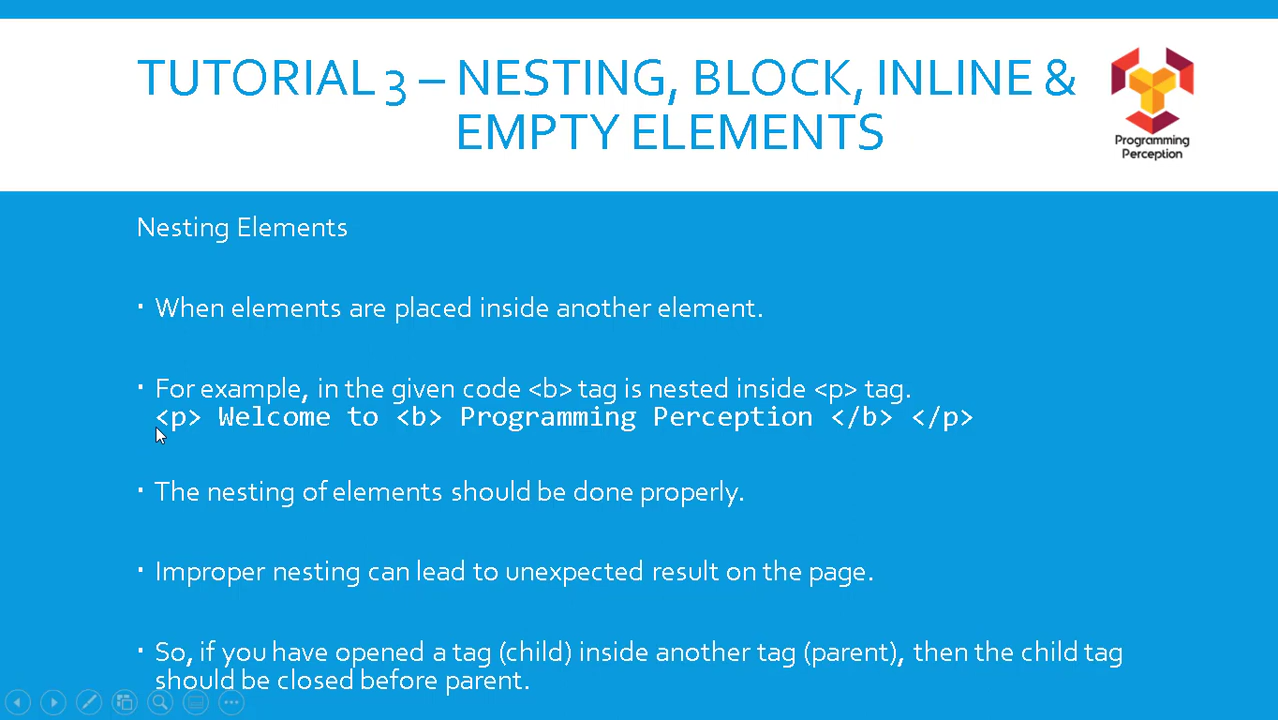 TUTORIAL 3 – NESTING, BLOCK, INLINE &
EMPTY ELEMENTS
Programming
Perception
Nesting Elements
▪ When elements are placed inside another element.
▪ For example, in the given code <b> tag is nested inside <p> tag.
<p> Welcome to <b> Programming Perception </b> </p>
▪ The nesting of elements should be done properly.
▪ Improper nesting can lead to unexpected result on the page.
▪ So, if you have opened a tag (child) inside another tag (parent), then the child tag
should be closed before parent.